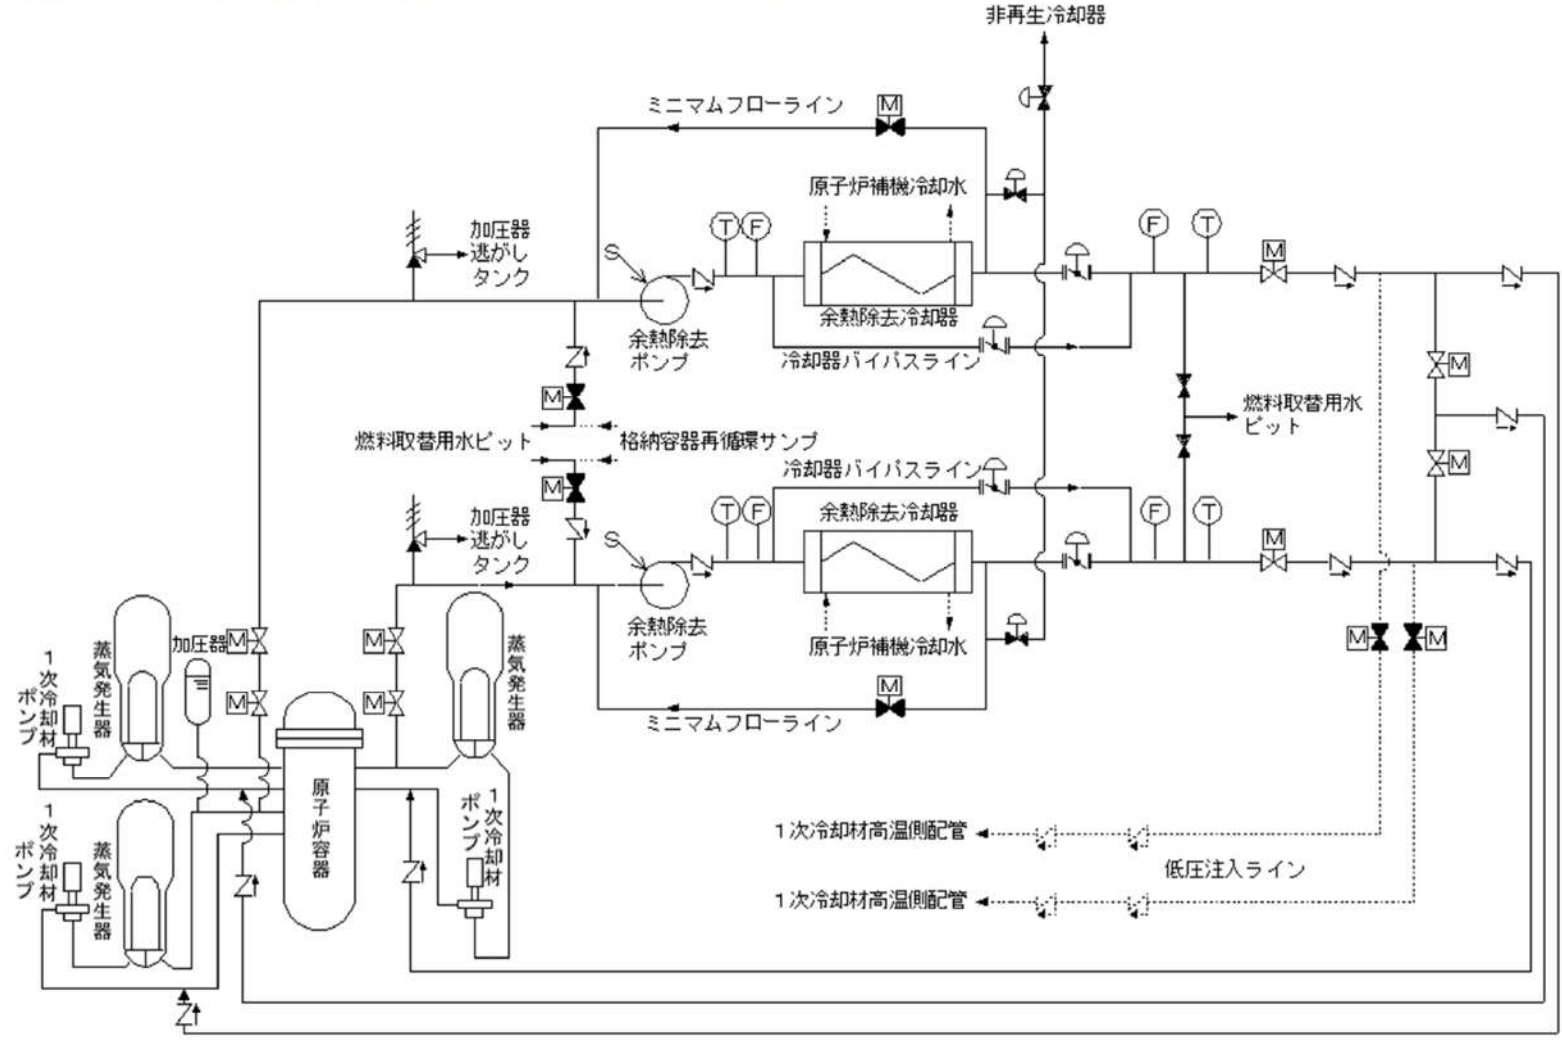 非再生冷却器
ミニマムフローライン
M
原子炉補機冷却水
加圧器
逃がし
タンク
S
T
F
F
T
M
余熱除去
ポンプ
余熱除去冷却器
冷却器バイパスライン
M
M
燃料取替用水
ピット
燃料取替用水ピット
格納容器再循環サンプ
冷却器バイパスライン
M
M
加圧器
逃がし
タンク
S
T
F
余熱除去冷却器
F
T
M
余熱除去
ポンプ
原子炉補機冷却水
M
ミニマムフローライン
M
M
蒸気発生器
加圧器
M
M
M
M
蒸気発生器
1次冷却材
ポンプ
原子炉容器
1次冷却材
ポンプ
蒸気発生器
1次冷却材
ポンプ
1次冷却材高温側配管
低圧注入ライン
1次冷却材高温側配管